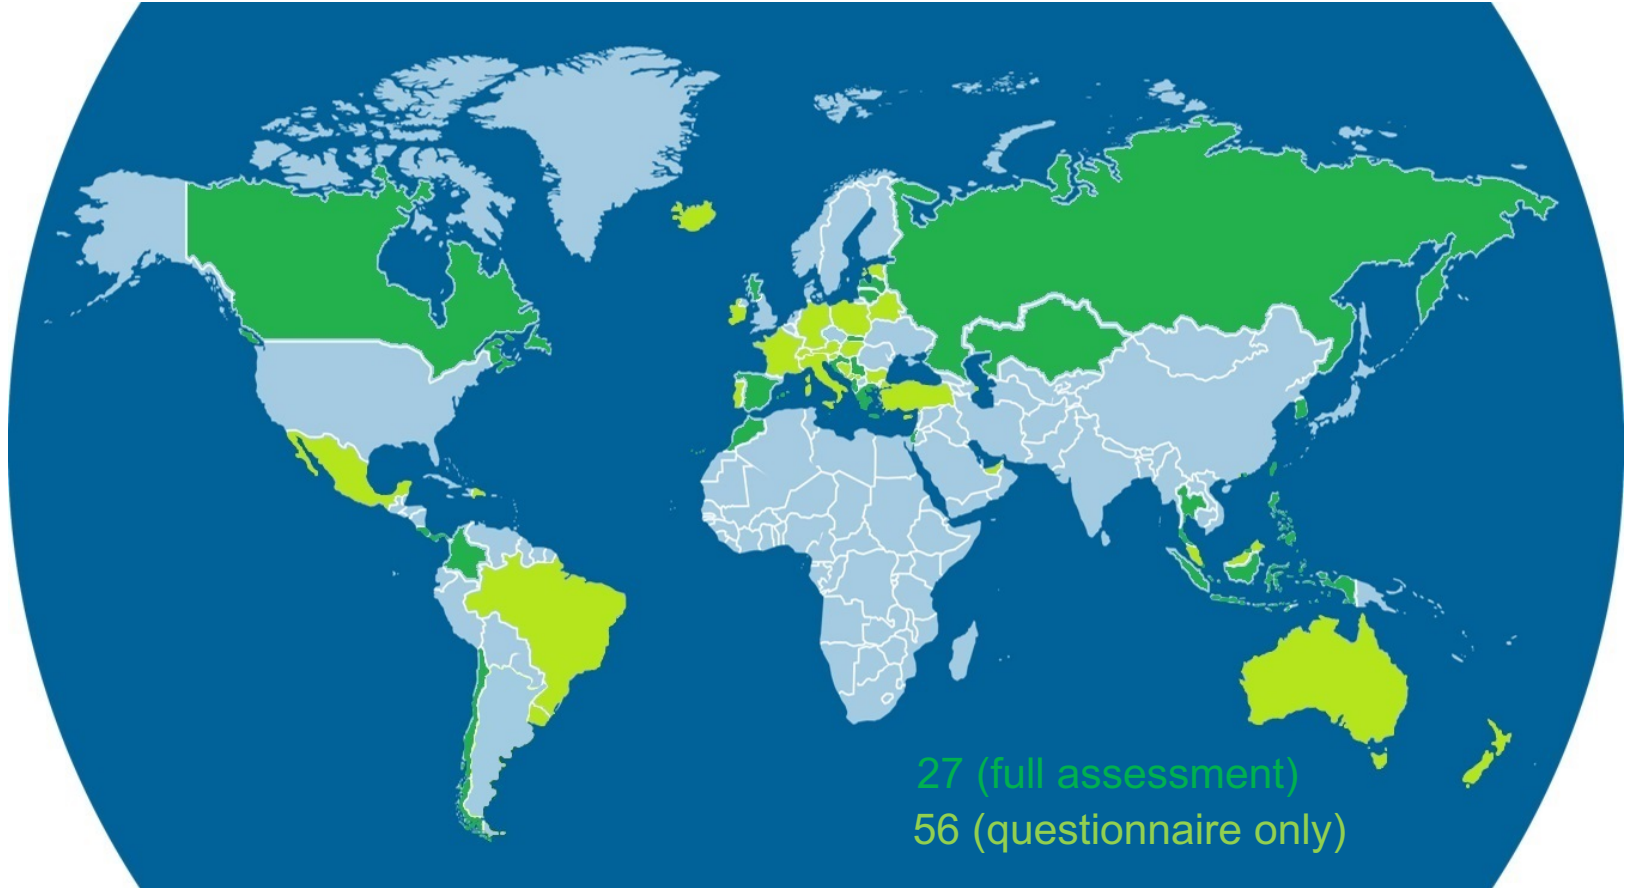 27 (full assessment)
56 (questionnaire only)